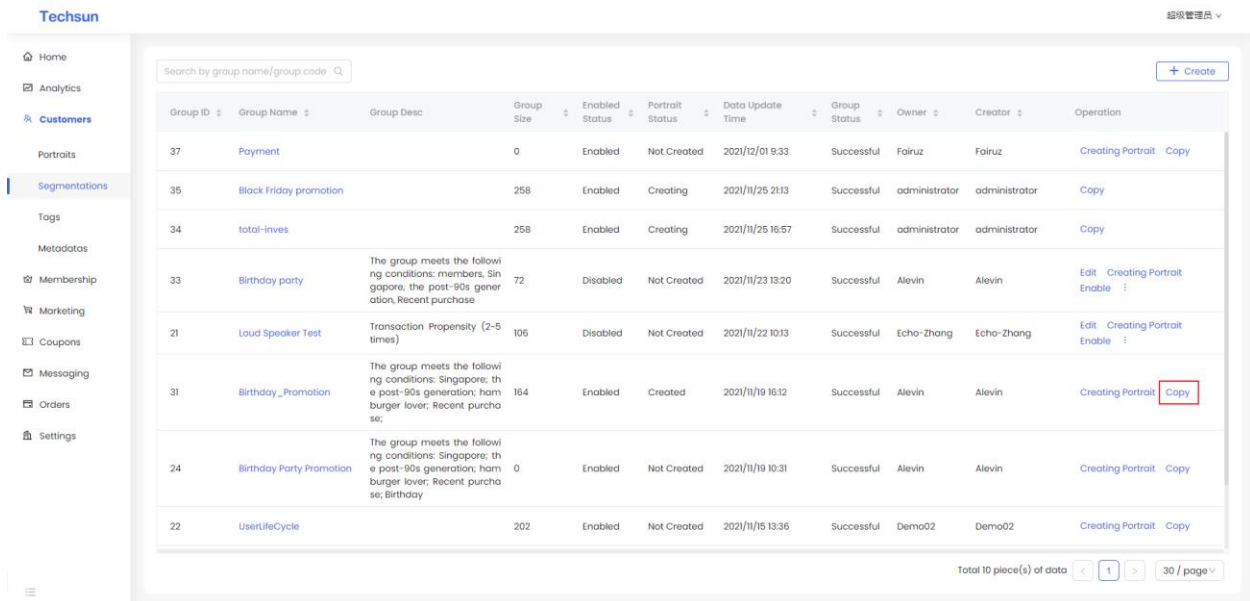 Techsun
超级管理员
Home
Analytics
Customers
Portraits
Segmentations
Tags
Metadatas
Membership
Marketing
Coupons
Messaging
Orders
Settings
Search by group name/group code
+ Create
Group ID Group Name Group Desc Group Size Enabled Status Portrait Status Data Update Time Group Status Owner Creator Operation
37 Payment 0 Enabled Not Created 2021/12/01 9:33 Successful Fairuz Fairuz Creating Portrait Copy
35 Black Friday promotion 258 Enabled Creating 2021/11/25 21:13 Successful administrator administrator Copy
34 total-inves 258 Enabled Creating 2021/11/25 16:57 Successful administrator administrator Copy
33 Birthday party
The group meets the followi
ng conditions: members, Sin
gapore, the post-90s gener
ation, Recent purchase
72 Disabled Not Created 2021/11/23 13:20 Successful Alevin Alevin
Edit Creating Portrait
Enable
21 Loud Speaker Test
Transaction Propensity (2-5
times)
106 Disabled Not Created 2021/11/22 10:13 Successful Echo-Zhang Echo-Zhang
Edit Creating Portrait
Enable
31 Birthday_Promotion
The group meets the followi
ng conditions: Singapore; th
e post-90s generation; ham
burger lover; Recent purcha
se;
164 Enabled Created 2021/11/19 16:12 Successful Alevin Alevin Creating Portrait Copy
24 Birthday Party Promotion
The group meets the followi
ng conditions: Singapore; th
e post-90s generation; ham
burger lover; Recent purcha
se; Birthday
0 Enabled Not Created 2021/11/19 10:31 Successful Alevin Alevin Creating Portrait Copy
22 UserLifeCycle 202 Enabled Not Created 2021/11/15 13:36 Successful Demo02 Demo02 Creating Portrait Copy
Total 10 piece(s) of data < 1 > 30 / page